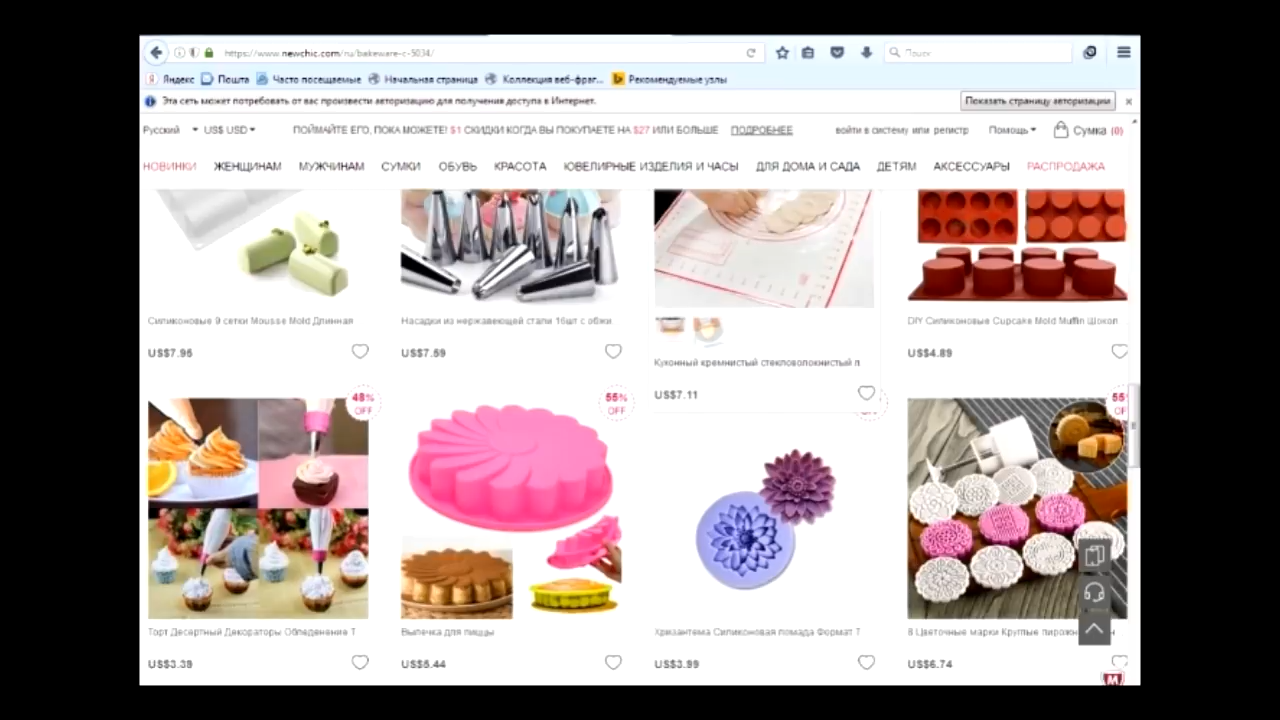 https://www.newchic.com/ru/bakeware-c-5034/
Поиск
Яндекс Почта Часто посещаемые Начальная страница Коллекция веб-фраг... Рекомендуемые узлы
Эта сеть может потребовать от вас произвести авторизацию для получения доступа в Интернет.
Показать страницу авторизации
Русский US$ USD ПОЙМАЙТЕ ЕГО, ПОКА МОЖЕТЕ! $1 СКИДКИ КОГДА ВЫ ПОКУПАЕТЕ НА $27 ИЛИ БОЛЬШЕ ПОДРОБНЕЕ войти в систему или регистр Помощь Сумка (0)
НОВИНКИ ЖЕНЩИНАМ МУЖЧИНАМ СУМКИ ОБУВЬ КРАСОТА ЮВЕЛИРНЫЕ ИЗДЕЛИЯ И ЧАСЫ ДЛЯ ДОМА И САДА ДЕТЯМ АКСЕССУАРЫ РАСПРОДАЖА
Силиконовые 9 сетки Mousse Mold Длинная
US$7.95
Насадки из нержавеющей стали 16шт с обжи
US$7.59
Кухонный кремнистый стекловолокнистый п
US$7.11
DIY Силиконовые Cupcake Mold Muffin Шокол
US$4.89
48%
OFF
55%
OFF
OFF
55
OFF
Торт Десертный Декораторы Обледенение Т
US$3.39
Выпечка для пиццы
US$5.44
Хризантема Силиконовая помада Формат Т
US$3.99
8 Цветочные марки Круглые пирожн
US$6.74